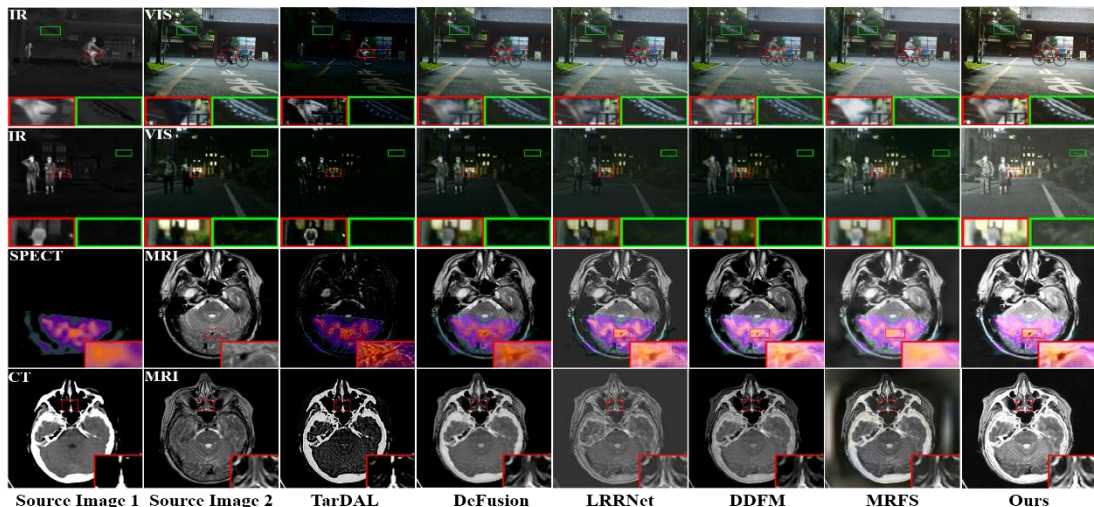 IR VIS
IR VIS
SPECT MRI
CT MRI
Source Image 1 Source Image 2 TarDAL DeFusion LRRNet DDFM MRFS Ours